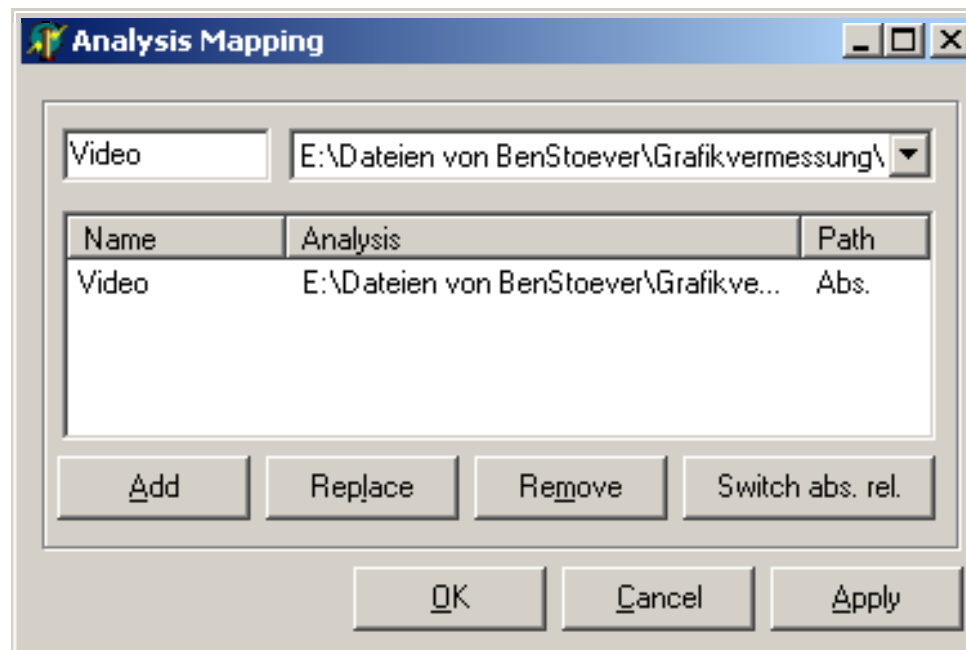 Analysis Mapping
Video E:\Dateien von BenStoever\Grafikvermessung\
Name Analysis Path
Video E:\Dateien von BenStoever\Grafikve... Abs.
Add Replace Remove Switch abs. rel.
OK Cancel Apply